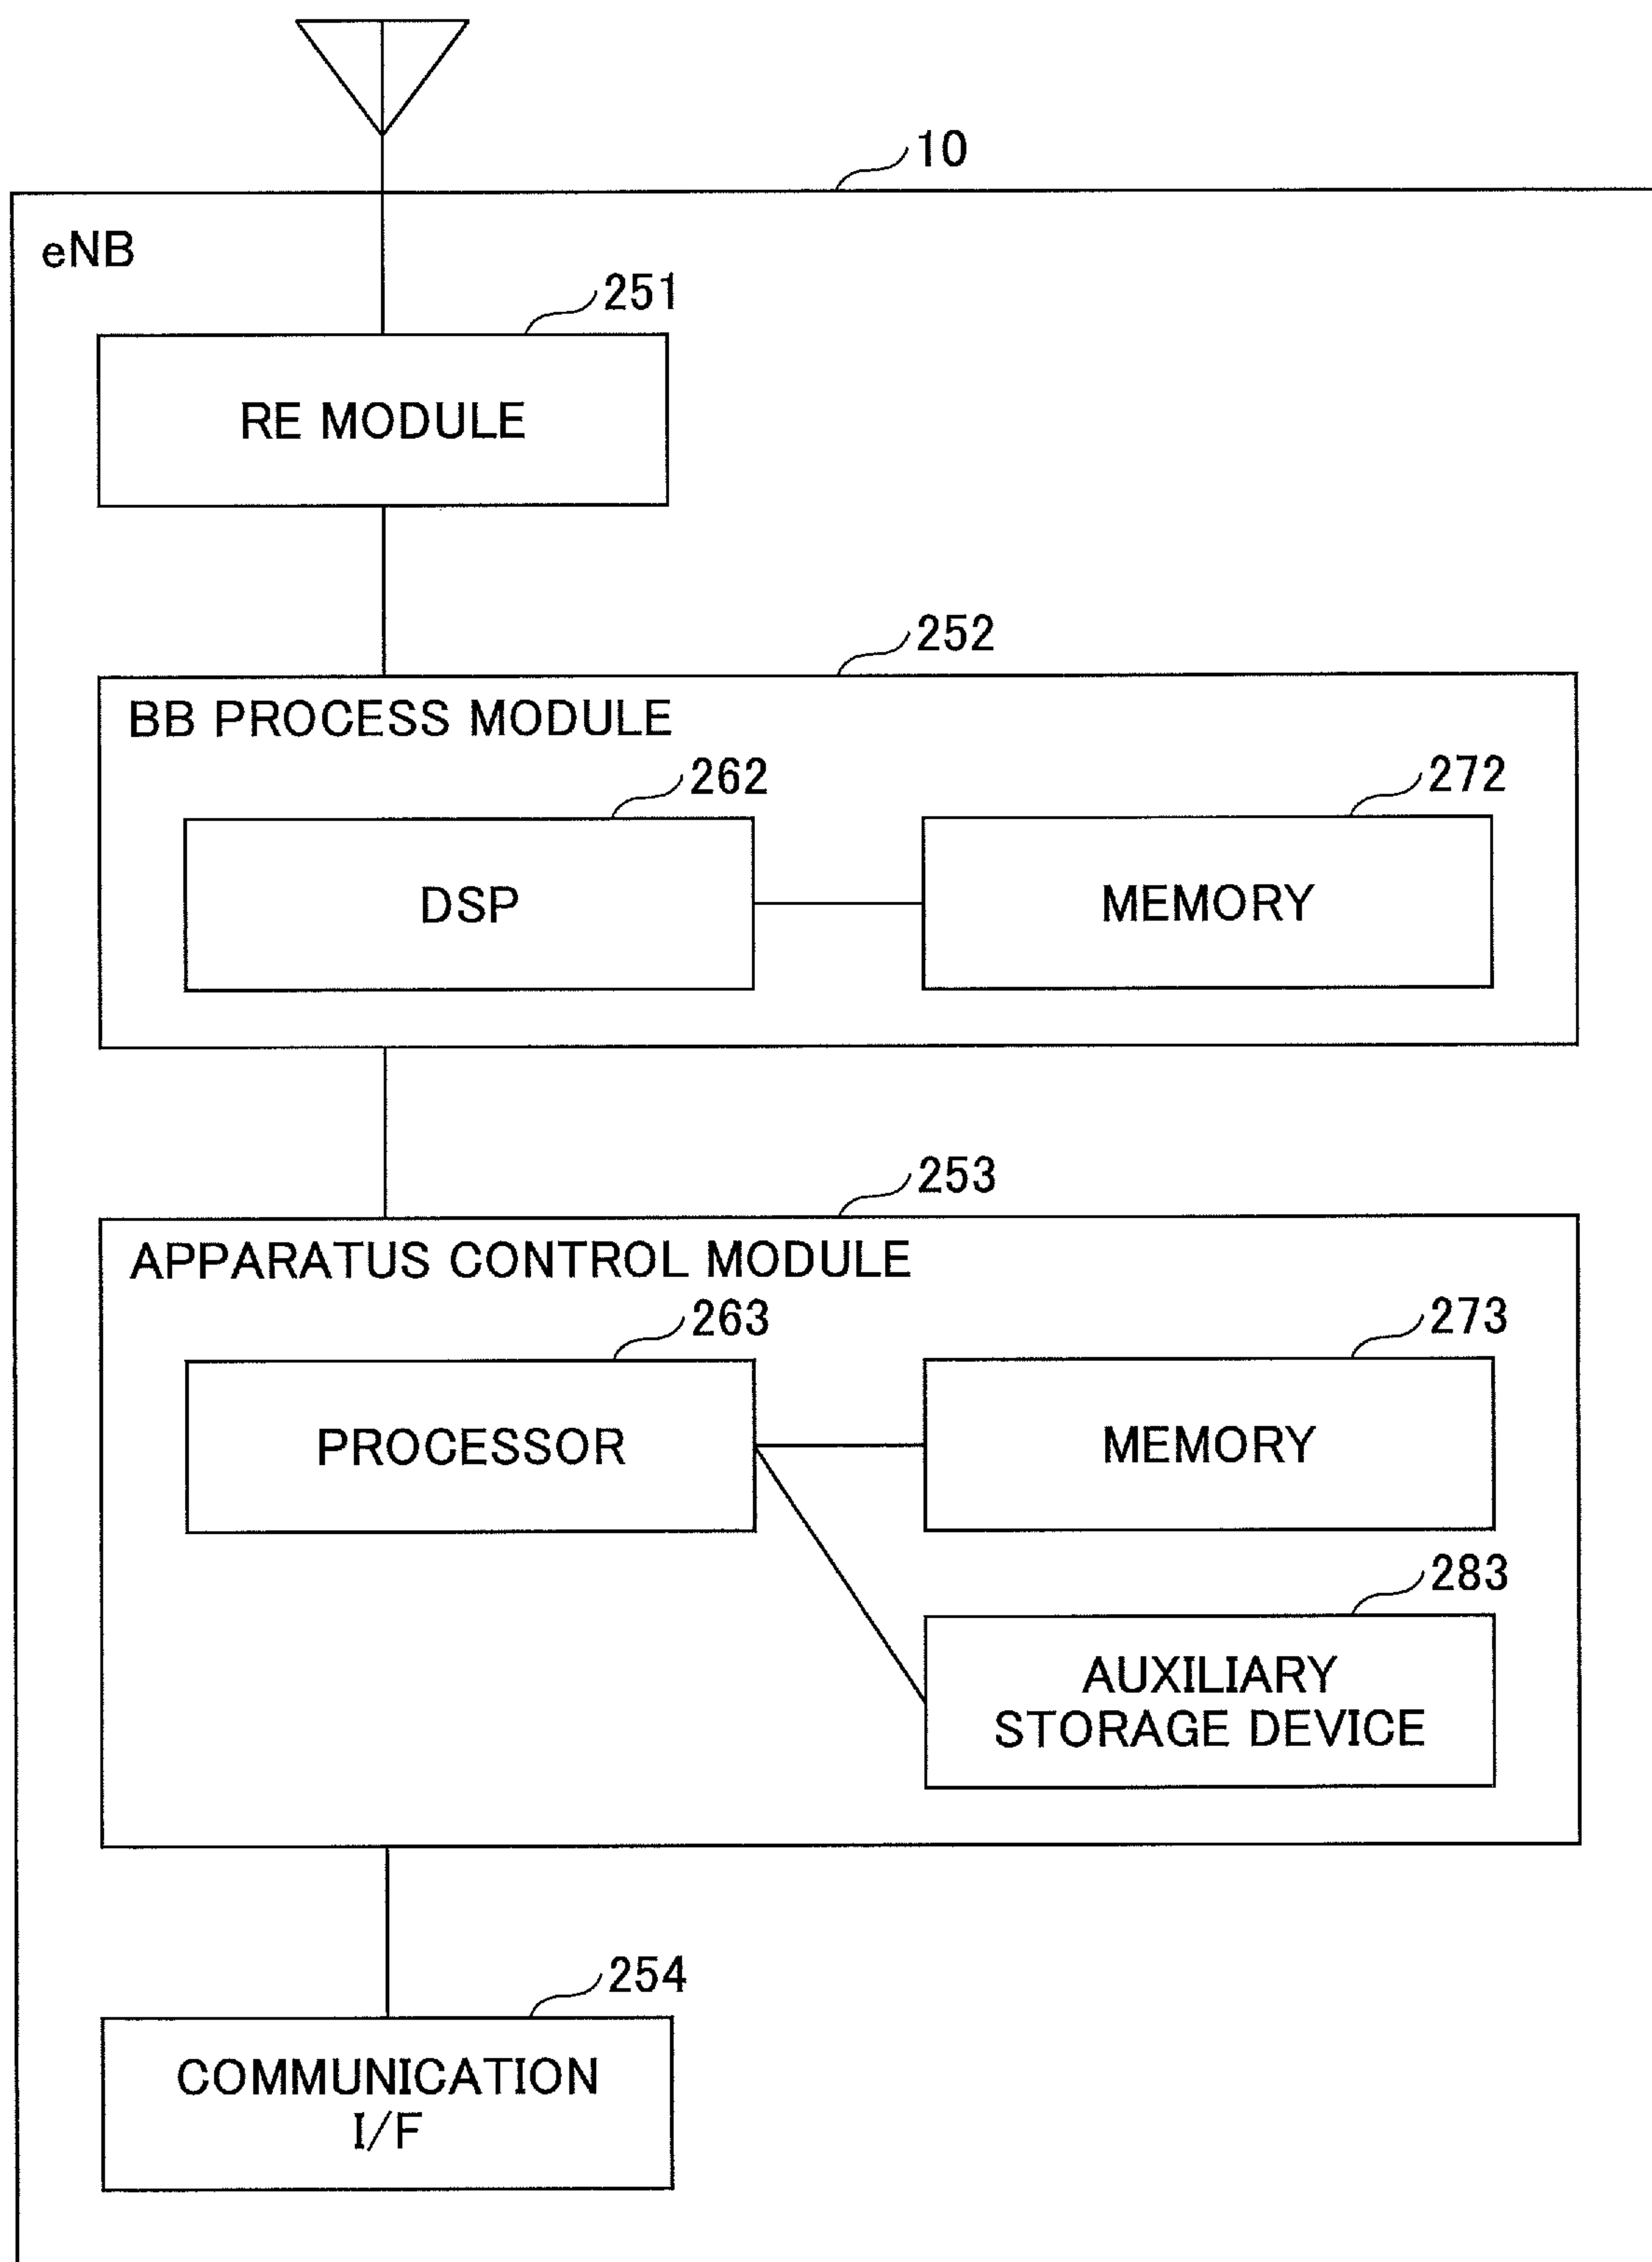 10
eNB
251
RE MODULE
252
BB PROCESS MODULE
262
272
DSP
MEMORY
253
APPARATUS CONTROL MODULE
263
273
PROCESSOR
MEMORY
283
AUXILIARY
STORAGE DEVICE
254
COMMUNICATION
I/F